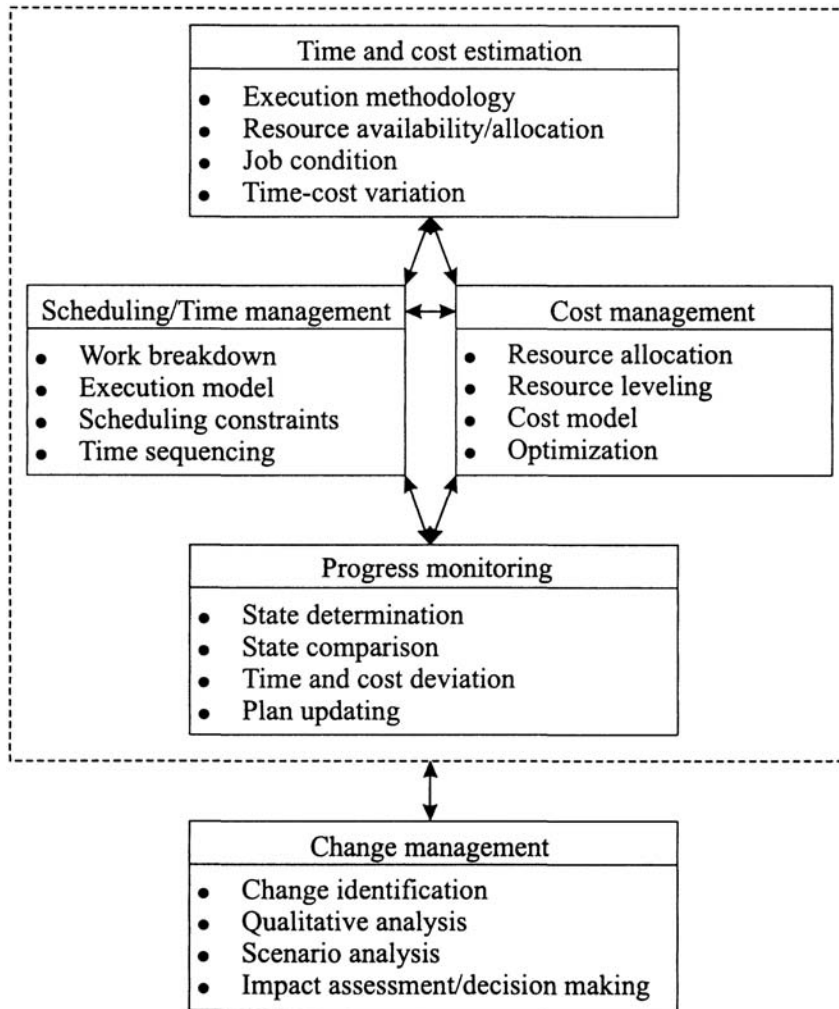 Time and cost estimation
● Execution methodology
● Resource availability/allocation
● Job condition
● Time-cost variation
Scheduling/Time management
● Work breakdown
● Execution model
● Scheduling constraints
● Time sequencing
Cost management
● Resource allocation
● Resource leveling
● Cost model
● Optimization
Progress monitoring
● State determination
● State comparison
● Time and cost deviation
● Plan updating
Change management
● Change identification
● Qualitative analysis
● Scenario analysis
● Impact assessment/decision making